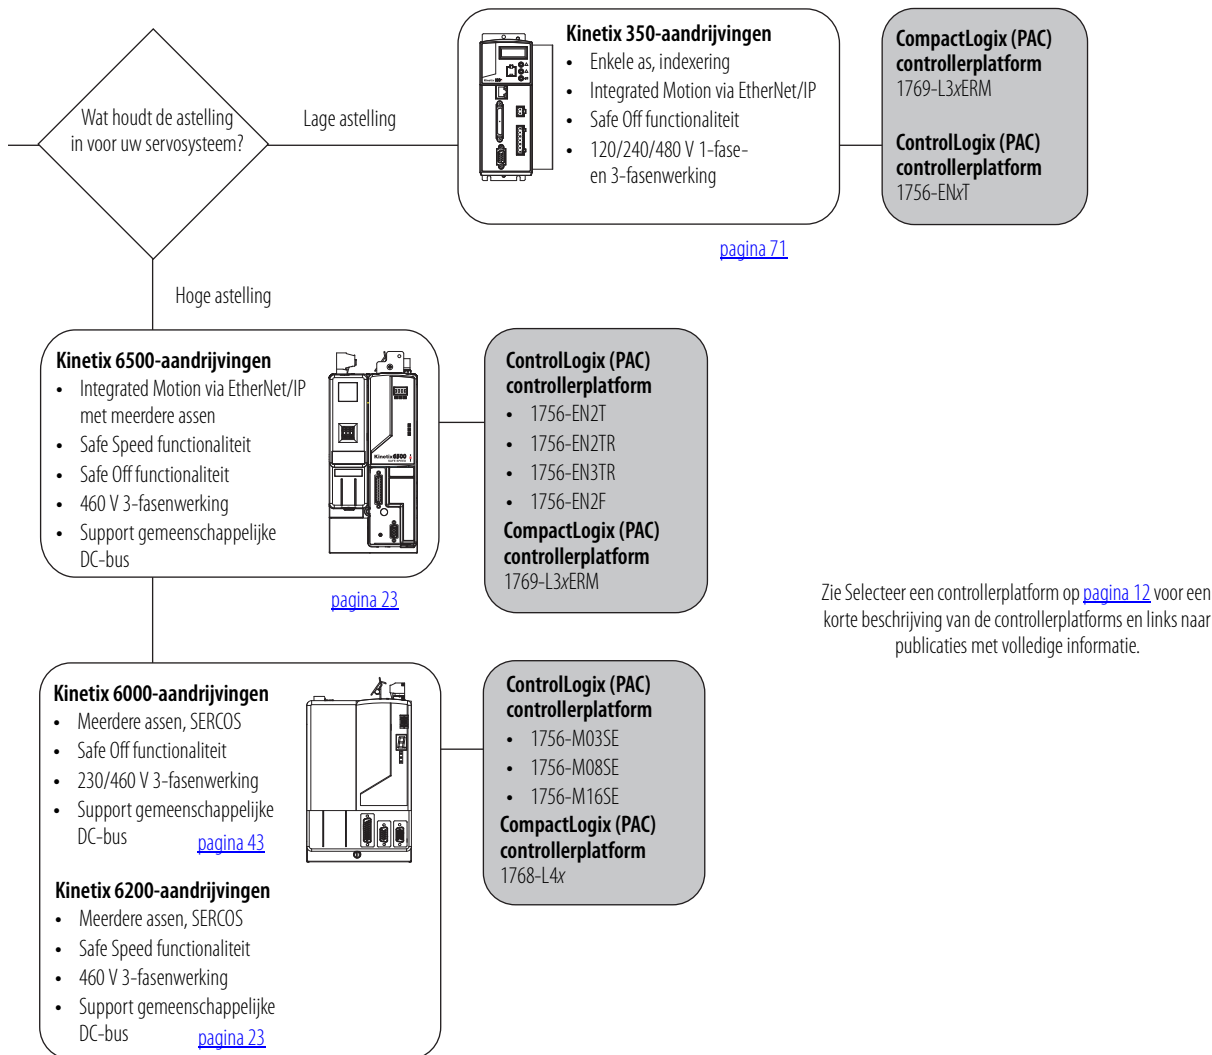 Wat houdt de astelling
in voor uw servosysteem?
Lage astelling
Kinetix 350-aandrijvingen
• Enkele as, indexering
• Integrated Motion via EtherNet/IP
• Safe Off functionaliteit
• 120/240/480 V 1-fase-
en 3-fasenwerking
pagina 71
CompactLogix (PAC)
controllerplatform
1769-L3xERM
ControlLogix (PAC)
controllerplatform
1756-ENxT
Hoge astelling
Kinetix 6500-aandrijvingen
• Integrated Motion via EtherNet/IP
met meerdere assen
• Safe Speed functionaliteit
• Safe Off functionaliteit
• 460 V 3-fasenwerking
• Support gemeenschappelijke
DC-bus
Kinetix 6500
pagina 23
ControlLogix (PAC)
controllerplatform
• 1756-EN2T
• 1756-EN2TR
• 1756-EN3TR
• 1756-EN2F
CompactLogix (PAC)
controllerplatform
1769-L3xERM
Zie Selecteer een controllerplatform op pagina 12 voor een
korte beschrijving van de controllerplatforms en links naar
publicaties met volledige informatie.
Kinetix 6000-aandrijvingen
• Meerdere assen, SERCOS
• Safe Off functionaliteit
• 230/460 V 3-fasenwerking
• Support gemeenschappelijke
DC-bus pagina 43
Kinetix 6200-aandrijvingen
• Meerdere assen, SERCOS
• Safe Speed functionaliteit
• 460 V 3-fasenwerking
• Support gemeenschappelijke
DC-bus pagina 23
ControlLogix (PAC)
controllerplatform
• 1756-M03SE
• 1756-M08SE
• 1756-M16SE
CompactLogix (PAC)
controllerplatform
1768-L4x